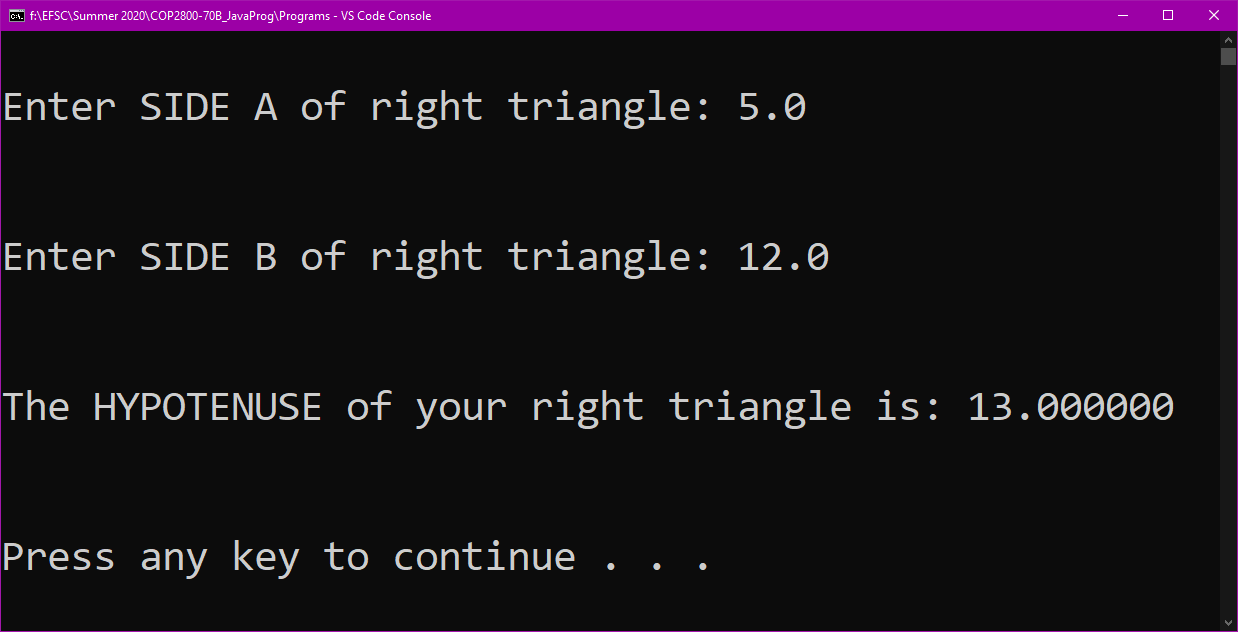 f:\EFSC\Summer 2020\COP2800-70B_JavaProg\Programs - VS Code Console
Enter SIDE A of right triangle: 5.0
Enter SIDE B of right triangle: 12.0
The HYPOTENUSE of your right triangle is: 13.000000
Press any key to continue . . .